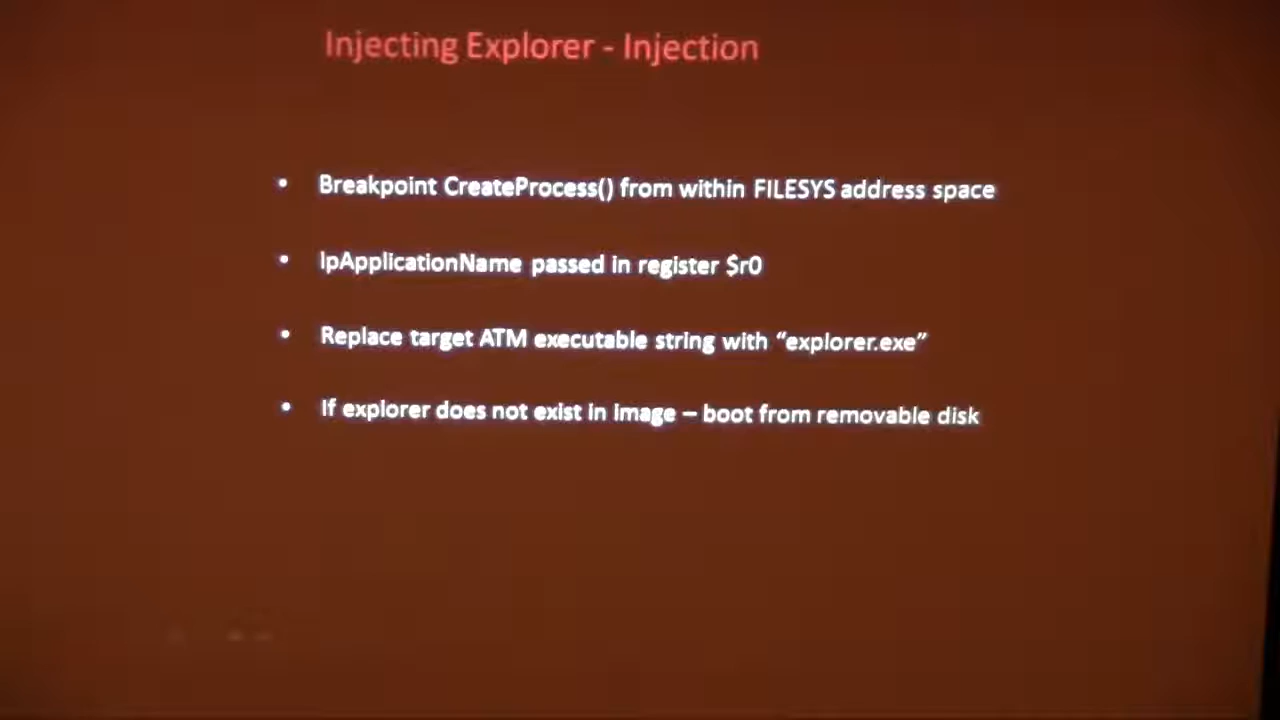 Injecting Explorer - Injection
• Breakpoint CreateProcess() from within FILESYS address space
• lpApplicationName passed in register $r0
• Replace target ATM executable string with “explorer.exe”
• If explorer does not exist in image – boot from removable disk